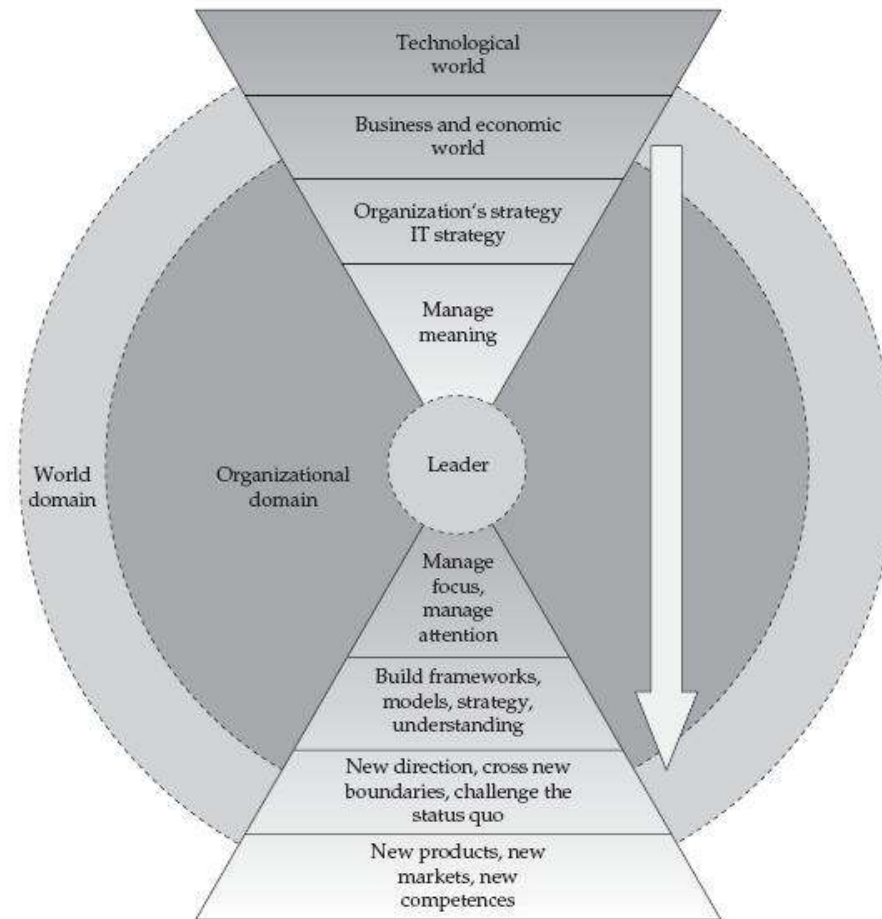 Technological
world
Business and economic
world
Organization's strategy
IT strategy
Manage
meaning
Leader
World
domain
Organizational
domain
Manage
focus,
manage
attention
Build frameworks,
models, strategy,
understanding
New direction, cross new
boundaries, challenge the
status quo
New products, new
markets, new
competences